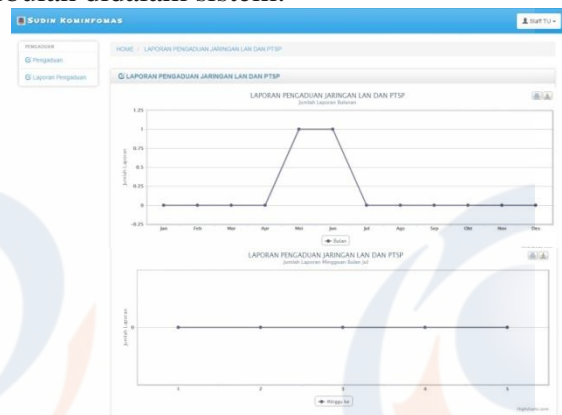 SUDIN KOMINFOMAS
Staff TU
PENGADUAN
Pengaduan
Laporan Pengaduan
HOME / LAPORAN PENGADUAN JARINGAN LAN DAN PTSP
LAPORAN PENGADUAN JARINGAN LAN DAN PTSP
LAPORAN PENGADUAN JARINGAN LAN DAN PTSP
Jumlah Laporan Bulanan
Jumlah Laporan
1.25
1
0.75
0.5
0.25
0
-0.25
Jan Feb Mar Apr Mei Jun Jul Ags Sep Okt Nov Des
Bulan
LAPORAN PENGADUAN JARINGAN LAN DAN PTSP
Jumlah Laporan Mingguan Bulan Jul
Jumlah Laporan
0
1 2 3 4 5
Minggu ke
Highcharts.com